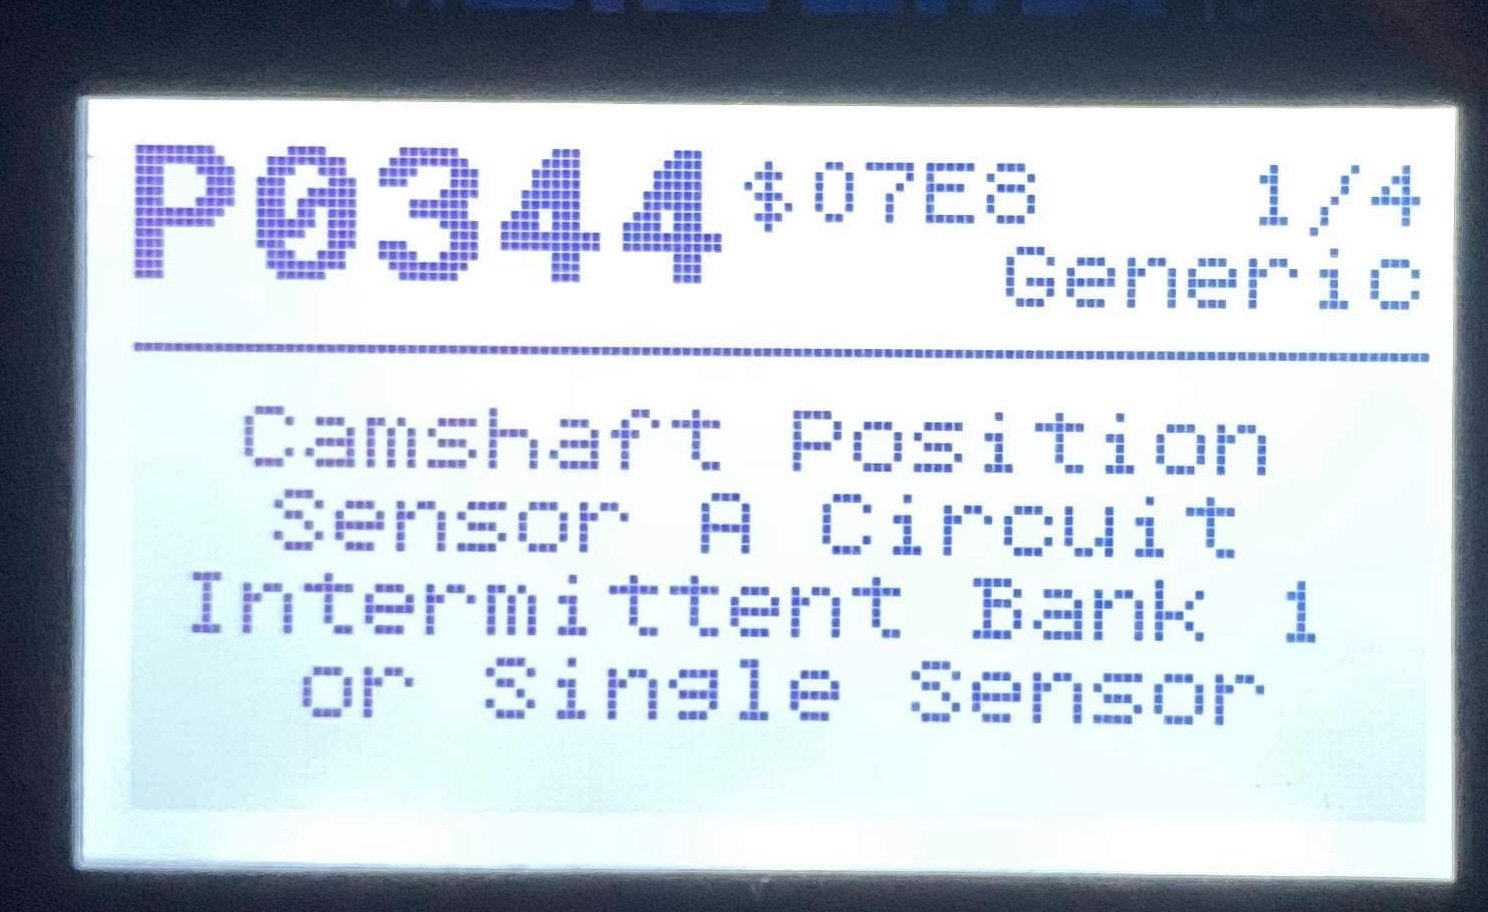 P0344 $07E8 1/4
Generic
Camshaft Position
Sensor A Circuit
Intermittent Bank 1
or Single Sensor